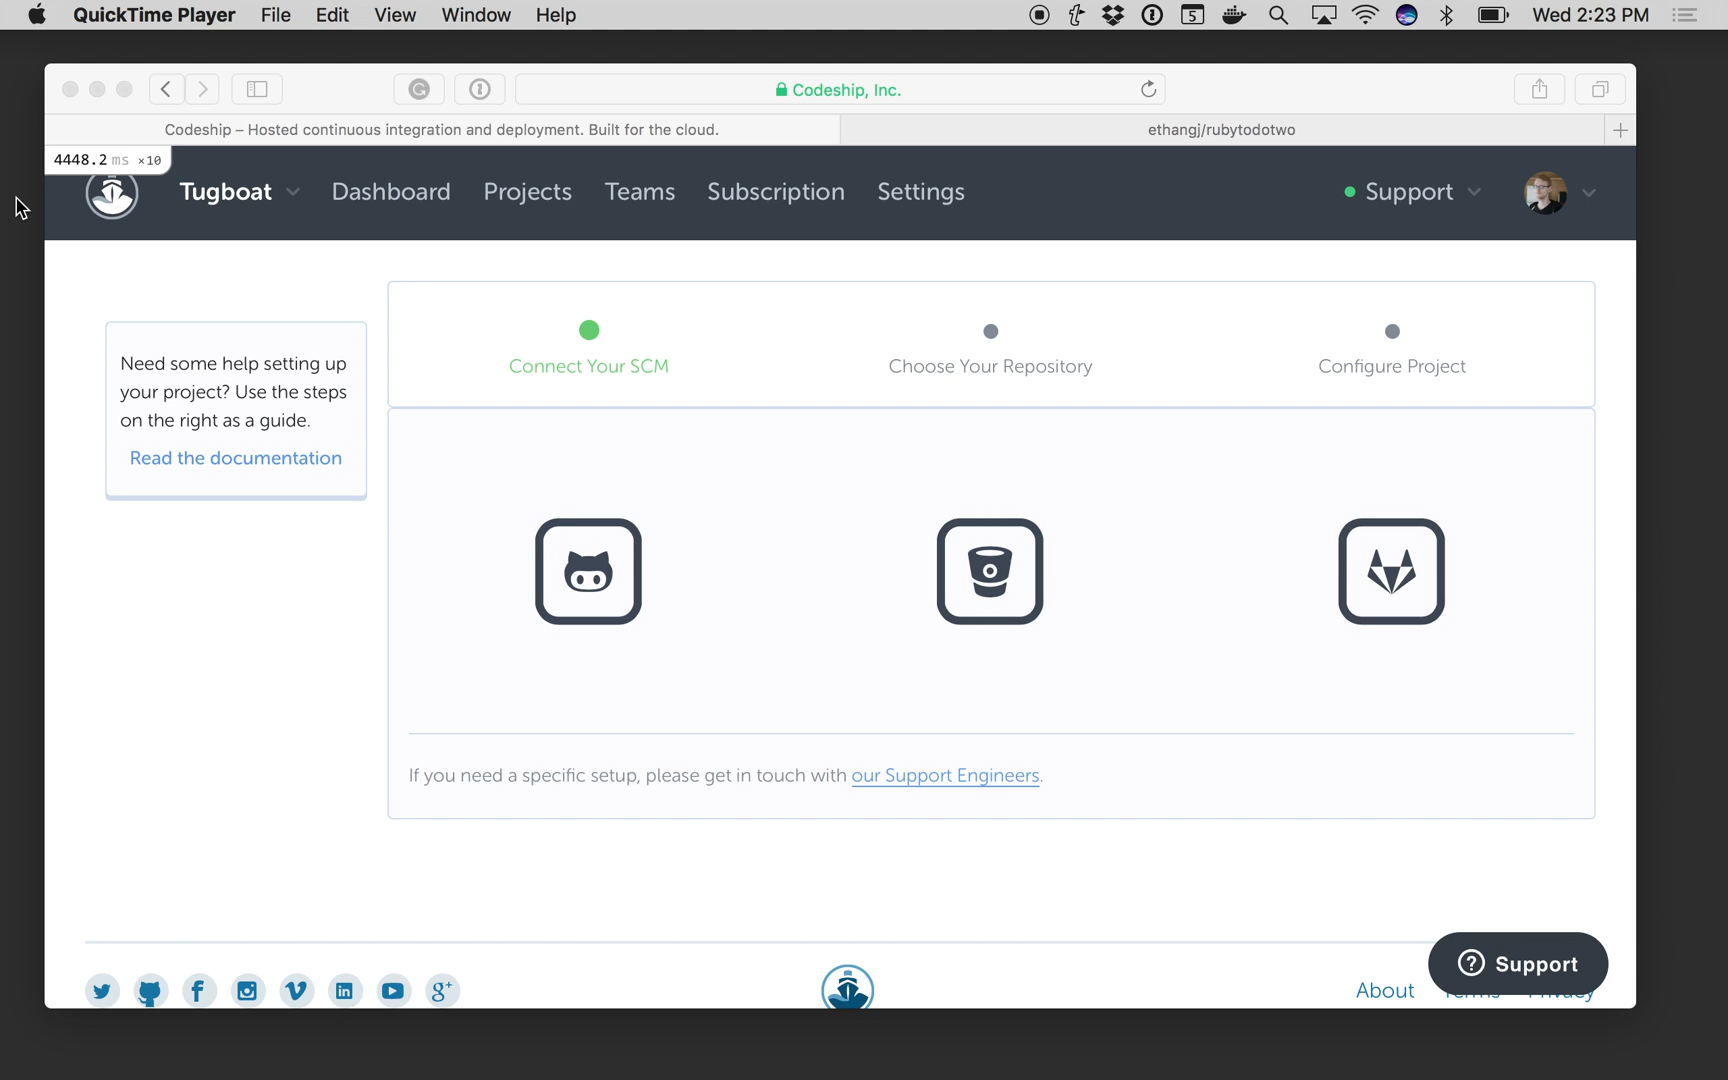 QuickTime Player File Edit View Window Help
5
Wed 2:23 PM
Codeship, Inc.
Codeship – Hosted continuous integration and deployment. Built for the cloud.
ethangj/rubytodotwo
4448.2 ms ×10
Tugboat Dashboard Projects Teams Subscription Settings
Support
Connect Your SCM
Choose Your Repository
Configure Project
Need some help setting up
your project? Use the steps
on the right as a guide.
Read the documentation
If you need a specific setup, please get in touch with our Support Engineers.
Support
About Terms Privacy